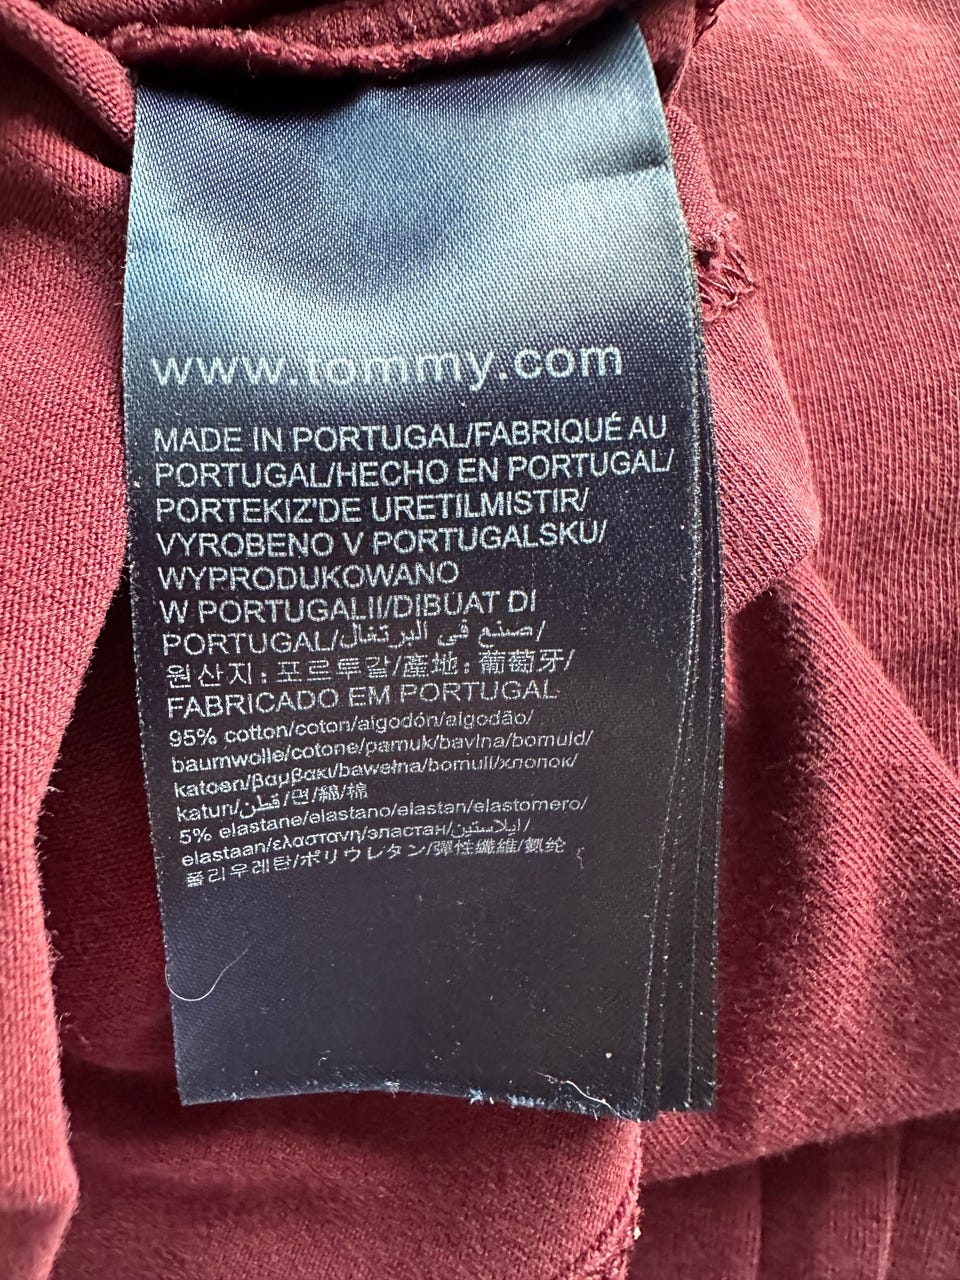 www.tommy.com
MADE IN PORTUGAL/FABRIQUÉ AU
PORTUGAL/HECHO EN PORTUGAL/
PORTEKIZ'DE URETILMISTIR/
VYROBENO V PORTUGALSKU/
WYPRODUKOWANO
W PORTUGALII/DIBUAT DI
PORTUGAL/صنع في البرتغال/
원산지: 포르투갈/產地: 葡萄牙/
FABRICADO EM PORTUGAL
95% cotton/coton/algodón/algodão/
baumwolle/cotone/pamuk/bavlna/bomuld/
katoen/βαμβακι/bawełna/bomull/хлопок/
katun/قطن/면/綿/棉
5% elastane/elastano/elastan/elastomero/
elastaan/ελαστανη/эластан/ايلاستين/
폴리우레탄/ポリウレタン/彈性纖維/氨纶